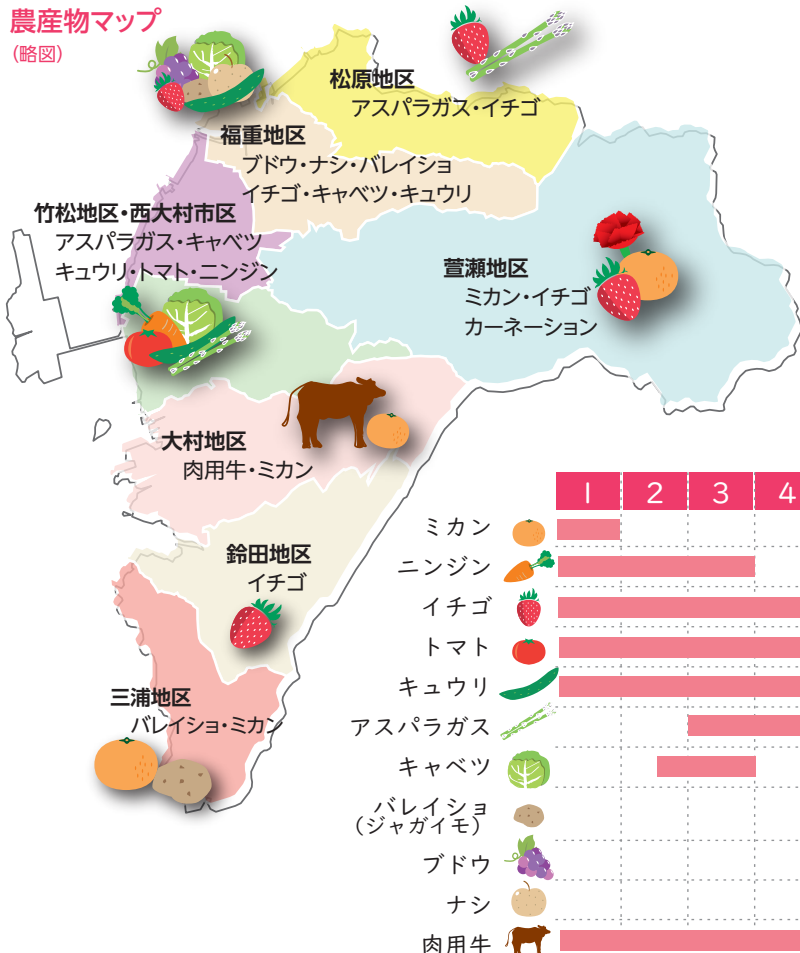 農産物マップ
（略図）
松原地区
アスパラガス・イチゴ
福重地区
ブドウ・ナシ・バレイショ
イチゴ・キャベツ・キュウリ
竹松地区・西大村市区
アスパラガス・キャベツ
キュウリ・トマト・ニンジン
萱瀬地区
ミカン・イチゴ
カーネーション
大村地区
肉用牛・ミカン
鈴田地区
イチゴ
三浦地区
バレイショ・ミカン
1 2 3 4
ミカン
ニンジン
イチゴ
トマト
キュウリ
アスパラガス
キャベツ
バレイショ
（ジャガイモ）
ブドウ
ナシ
肉用牛